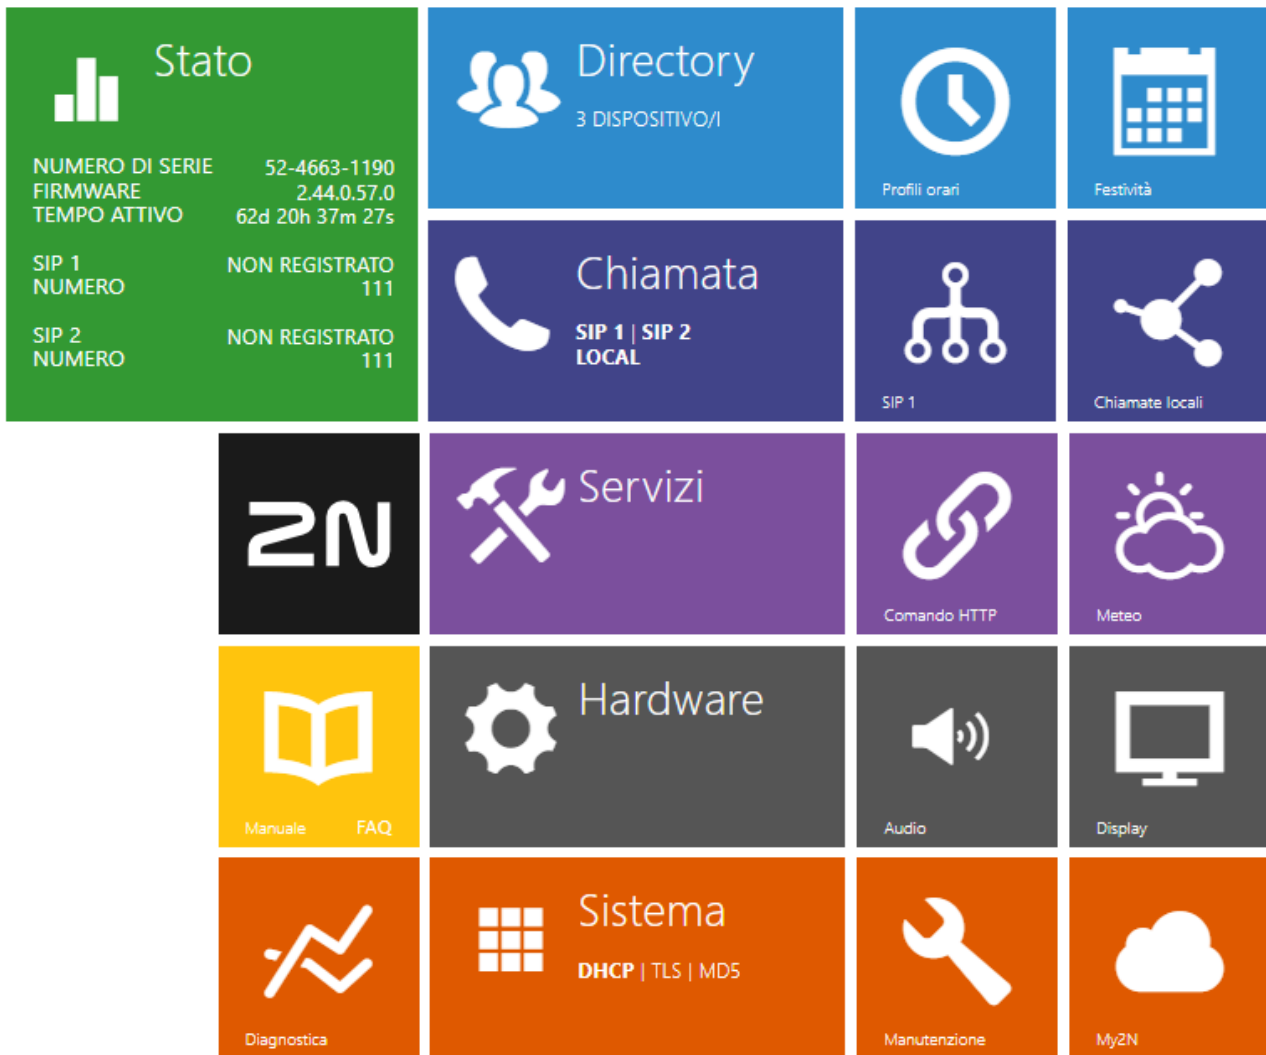 Stato
NUMERO DI SERIE 52-4663-1190
FIRMWARE 2.44.0.57.0
TEMPO ATTIVO 62d 20h 37m 27s
SIP 1 NON REGISTRATO
NUMERO 111
SIP 2 NON REGISTRATO
NUMERO 111
Directory
3 DISPOSITIVO/I
Profili orari
Festività
Chiamata
SIP 1 | SIP 2
LOCAL
SIP 1
Chiamate locali
2N
Servizi
Comando HTTP
Meteo
Manuale FAQ
Hardware
Audio
Display
Diagnostica
Sistema
DHCP | TLS | MD5
Manutenzione
My2N